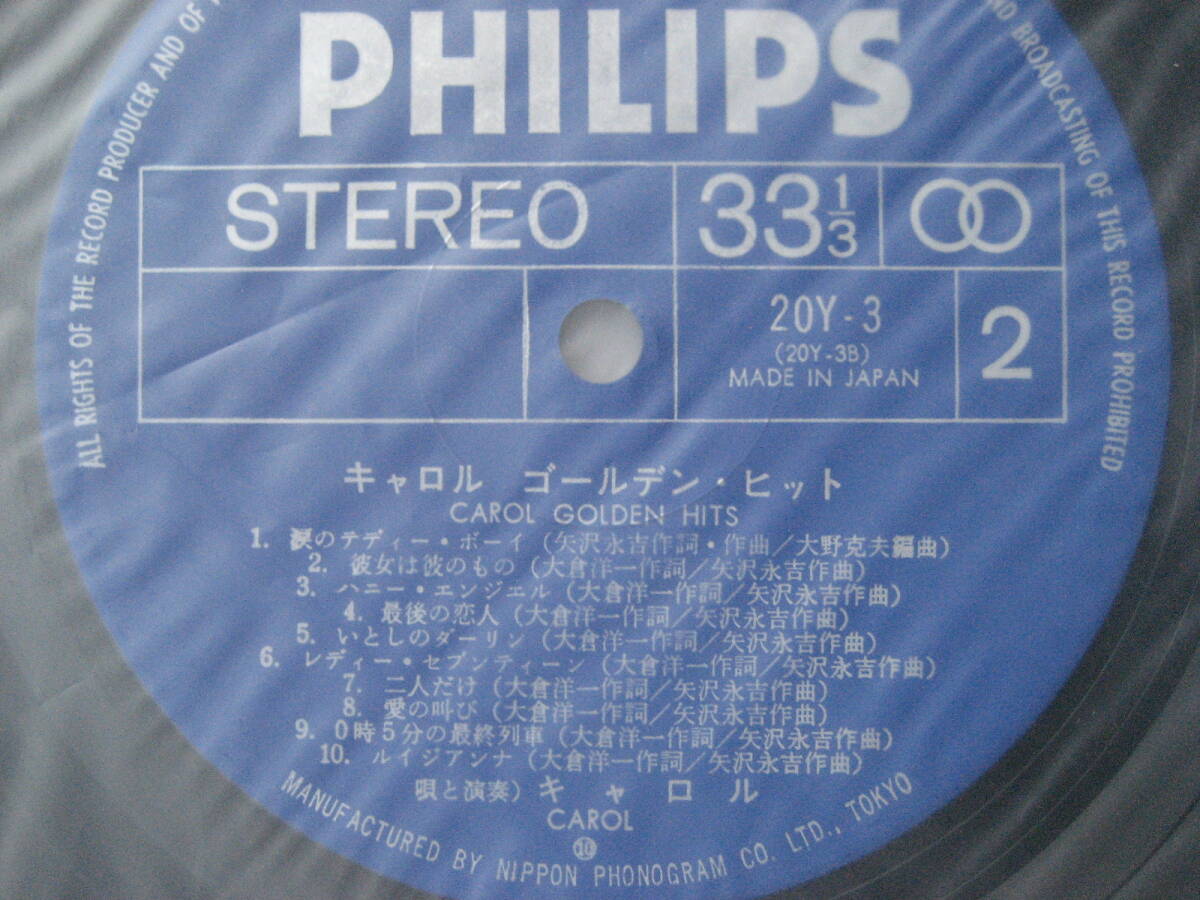 PHILIPS
ALL RIGHTS OF THE RECORD PRODUCER AND OF
AND BROADCASTING OF THIS RECORD PROHIBITED
STEREO
33 1/3
20Y-3
(20Y-3B)
MADE IN JAPAN
2
キャロル ゴールデン・ヒット
CAROL GOLDEN HITS
1. 涙のテディー・ボーイ (矢沢永吉作詞・作曲/大野克夫編曲)
2. 彼女は彼のもの (大倉洋一作詞/矢沢永吉作曲)
3. ハニー・エンジェル (大倉洋一作詞/矢沢永吉作曲)
4. 最後の恋人 (大倉洋一作詞/矢沢永吉作曲)
5. いとしのダーリン (大倉洋一作詞/矢沢永吉作曲)
6. レディー・セブンティーン (大倉洋一作詞/矢沢永吉作曲)
7. 二人だけ (大倉洋一作詞/矢沢永吉作曲)
8. 愛の叫び (大倉洋一作詞/矢沢永吉作曲)
9. 0時5分の最終列車 (大倉洋一作詞/矢沢永吉作曲)
10. ルイジアンナ (大倉洋一作詞/矢沢永吉作曲)
唄と演奏) キャロル
CAROL
⑩
MANUFACTURED BY NIPPON PHONOGRAM CO. LTD., TOKYO